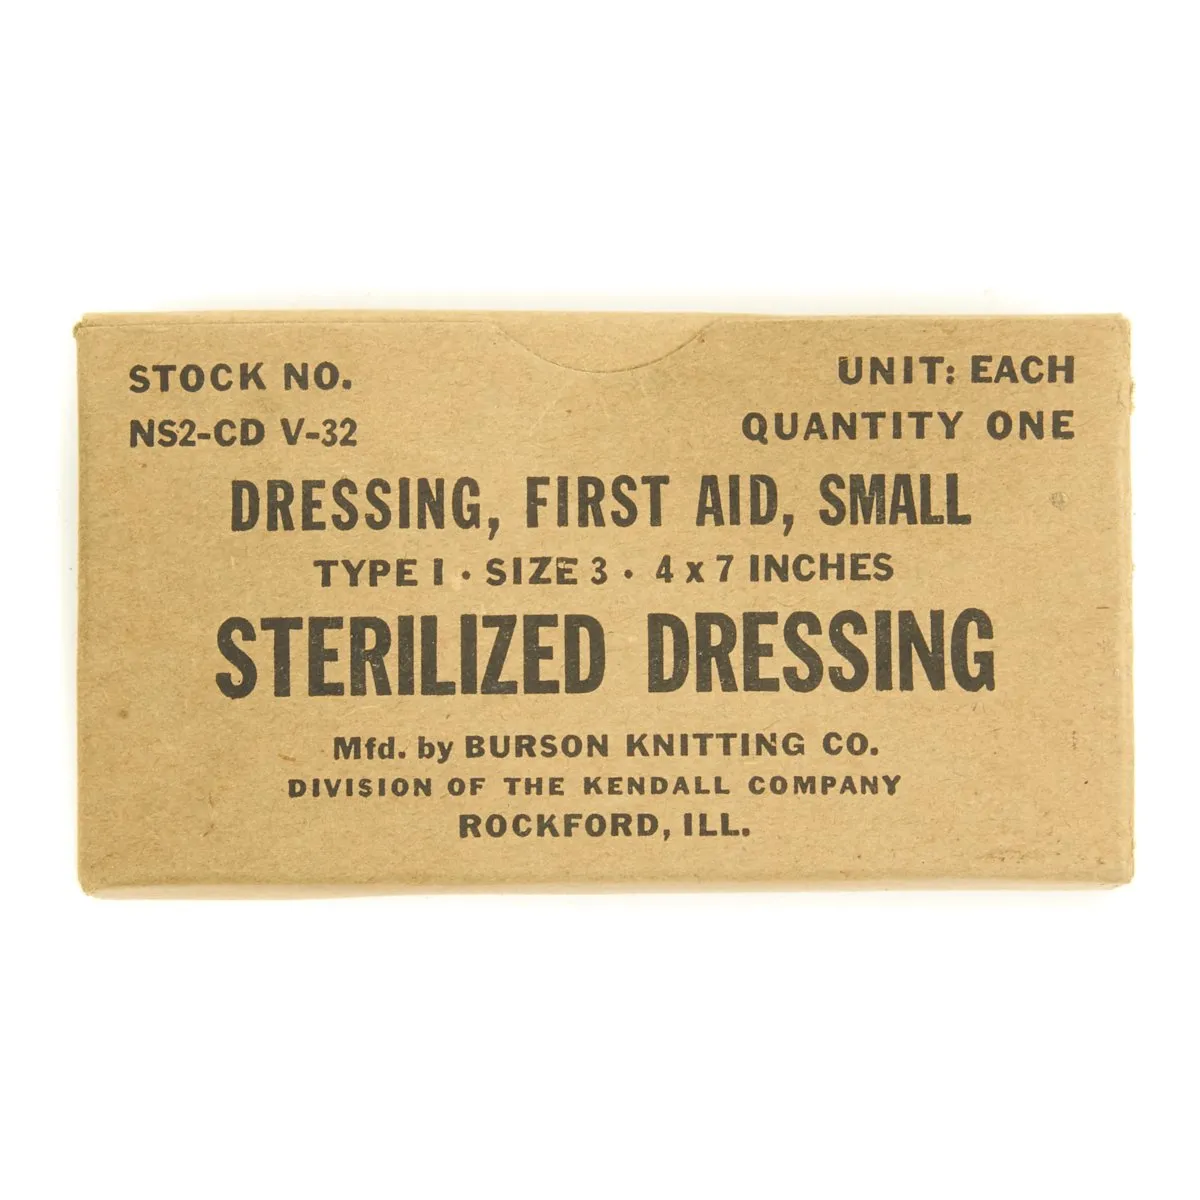 STOCK NO.
UNIT: EACH
NS2-CD V-32
QUANTITY ONE
DRESSING, FIRST AID, SMALL
TYPE I · SIZE 3 · 4 x 7 INCHES
STERILIZED DRESSING
Mfd. by BURSON KNITTING CO.
DIVISION OF THE KENDALL COMPANY
ROCKFORD, ILL.